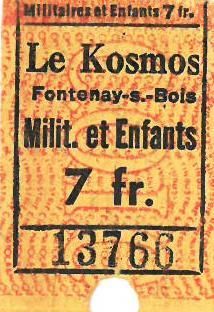 Militaires et Enfants 7 fr.
Le Kosmos
Fontenay-s.-Bois
Milit. et Enfants
7 fr.
13766